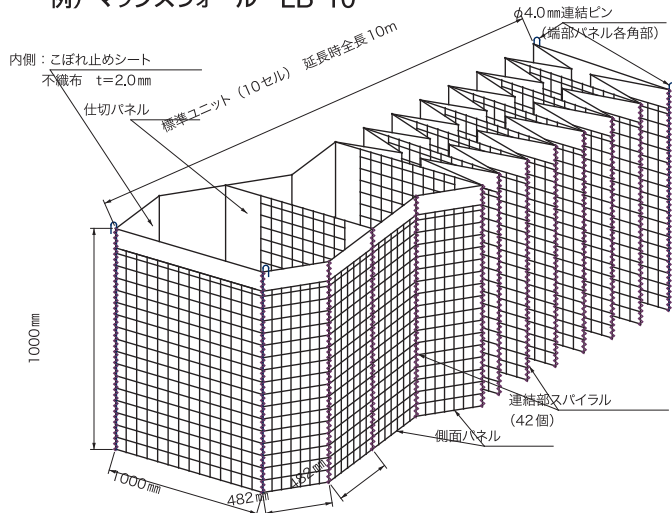 例）マックスウォール　EB-10
φ4.0㎜連結ピン
（端部パネル各角部）
内側：こぼれ止めシート
不織布　t=2.0㎜
仕切パネル
標準ユニット（10セル）　延長時全長10m
1000㎜
連結部スパイラル
（42個）
側面パネル
1000㎜
482㎜
482㎜